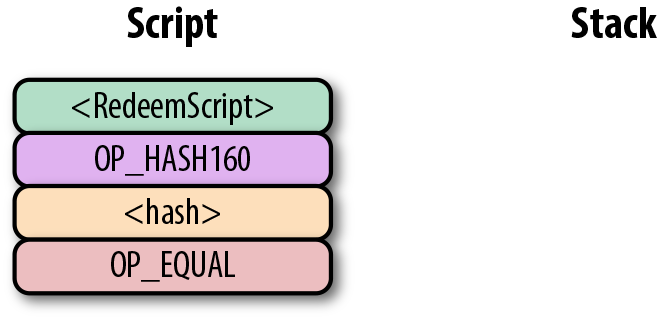 Script Stack
<RedeemScript>
OP_HASH160
<hash>
OP_EQUAL